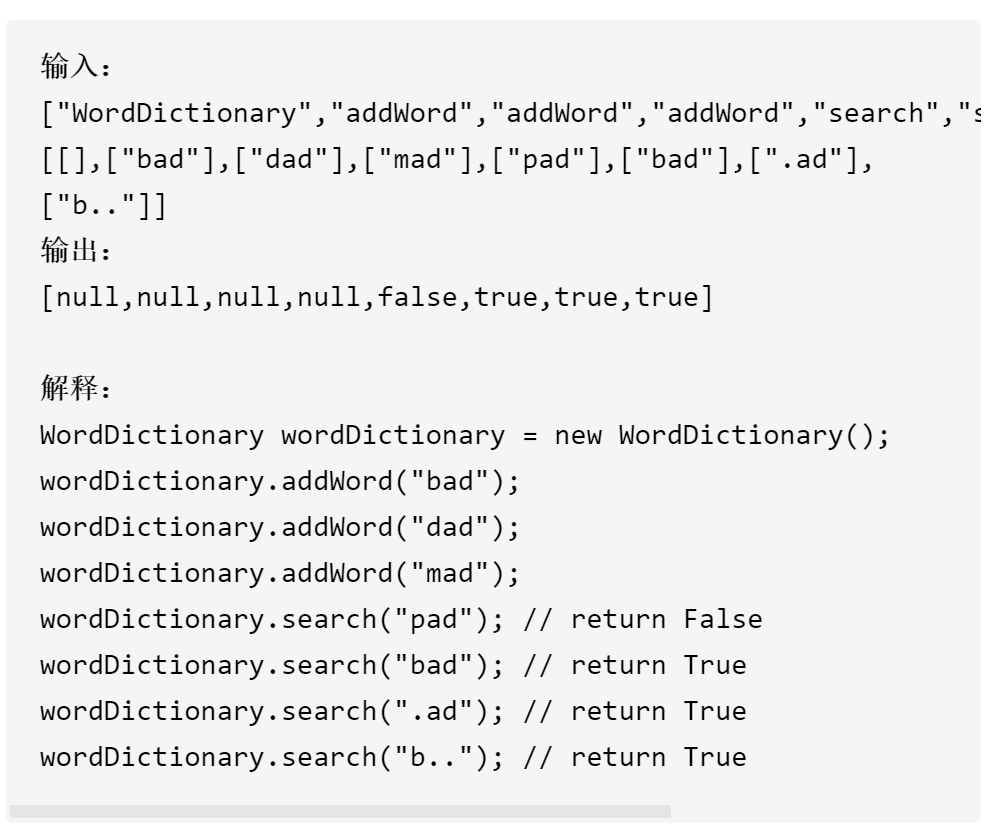 输入：
["WordDictionary","addWord","addWord","addWord","search","
[[],["bad"],["dad"],["mad"],["pad"],["bad"],[".ad"],
["b.."]]
输出：
[null,null,null,null,false,true,true,true]
解释：
WordDictionary wordDictionary = new WordDictionary();
wordDictionary.addWord("bad");
wordDictionary.addWord("dad");
wordDictionary.addWord("mad");
wordDictionary.search("pad"); // return False
wordDictionary.search("bad"); // return True
wordDictionary.search(".ad"); // return True
wordDictionary.search("b.."); // return True